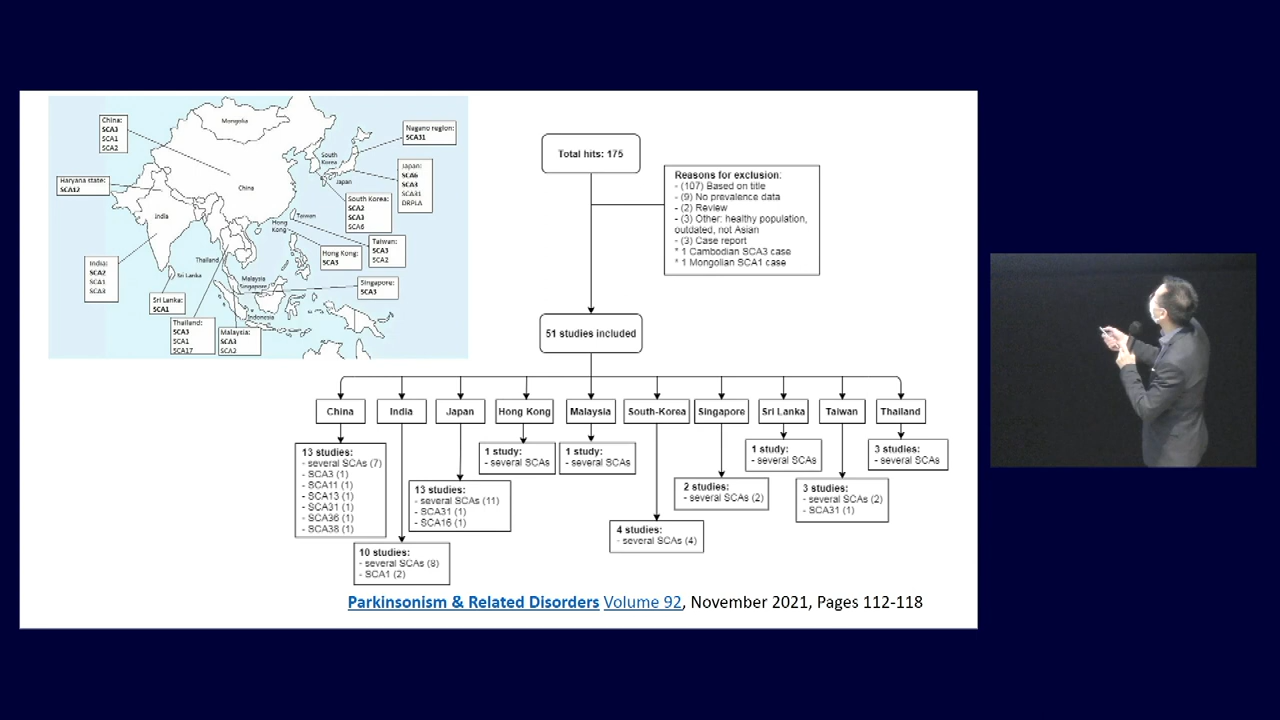 Mongolia
China:
SCA3
SCA1
SCA2
Nagano region:
SCA31
South
Korea
Japan
Japan:
SCA6
SCA3
SCA31
DRPLA
Haryana state:
SCA12
China
South Korea:
SCA2
SCA3
SCA6
India
Taiwan
Hong
Kong
Taiwan:
SCA3
SCA2
Hong Kong:
SCA3
India:
SCA2
SCA1
SCA3
Thailand
Sri Lanka
Malaysia
Singapore
Singapore:
SCA3
Sri Lanka:
SCA1
Indonesia
Thailand:
SCA3
SCA1
SCA17
Malaysia:
SCA3
SCA2
Total hits: 175
Reasons for exclusion:
- (107) Based on title
- (9) No prevalence data
- (2) Review
- (3) Other: healthy population,
outdated, not Asian
- (3) Case report
* 1 Cambodian SCA3 case
* 1 Mongolian SCA1 case
51 studies included
China
India
Japan
Hong Kong
Malaysia
South-Korea
Singapore
Sri Lanka
Taiwan
Thailand
13 studies:
- several SCAs (7)
- SCA3 (1)
- SCA11 (1)
- SCA13 (1)
- SCA31 (1)
- SCA36 (1)
- SCA38 (1)
10 studies:
- several SCAs (8)
- SCA1 (2)
13 studies:
- several SCAs (11)
- SCA31 (1)
- SCA16 (1)
1 study:
- several SCAs
1 study:
- several SCAs
4 studies:
- several SCAs (4)
2 studies:
- several SCAs (2)
1 study:
- several SCAs
3 studies:
- several SCAs (2)
- SCA31 (1)
3 studies:
- several SCAs
Parkinsonism & Related Disorders Volume 92, November 2021, Pages 112-118